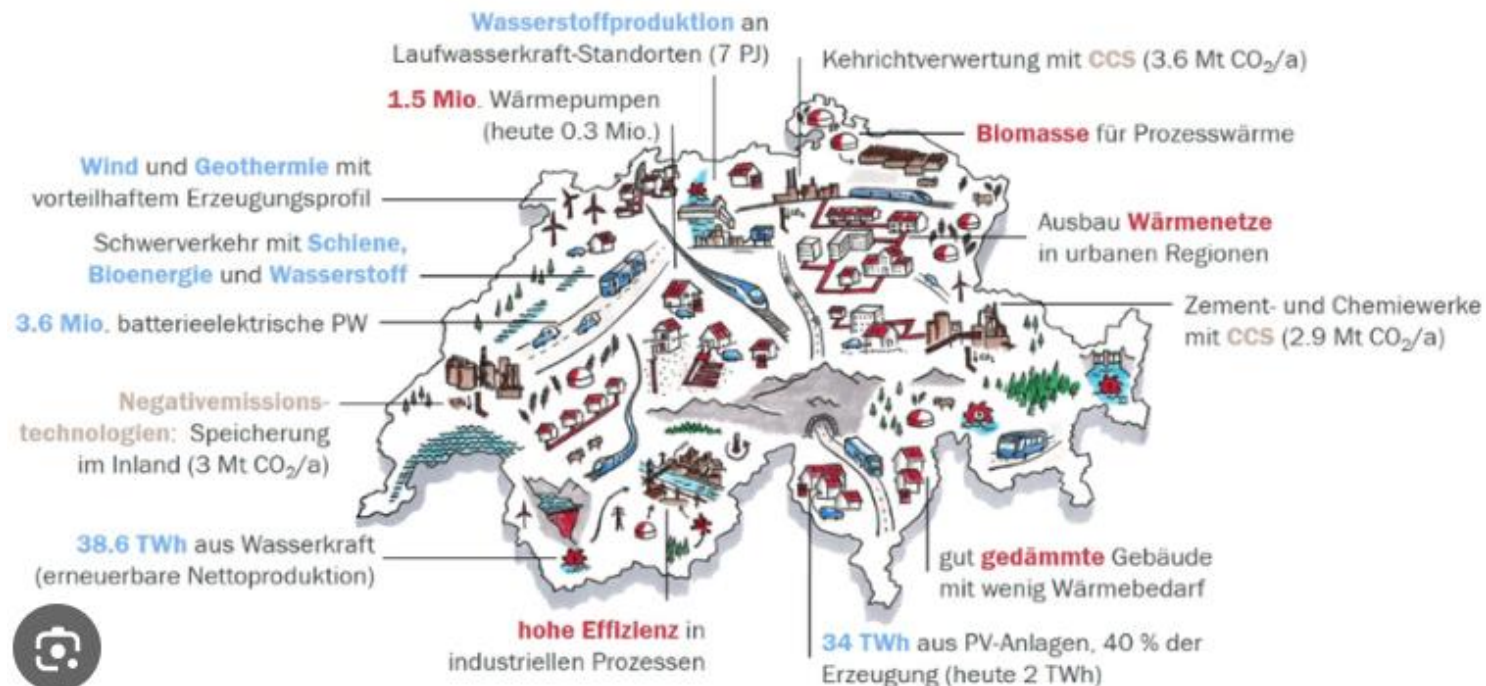 Wasserstoffproduktion an
Laufwasserkraft-Standorten (7 PJ)
Kehrichtverwertung mit CCS (3.6 Mt CO₂/a)
1.5 Mio. Wärmepumpen
(heute 0.3 Mio.)
Biomasse für Prozesswärme
Wind und Geothermie mit
vorteilhaftem Erzeugungsprofil
Ausbau Wärmenetze
in urbanen Regionen
Schwerverkehr mit Schiene,
Bioenergie und Wasserstoff
Zement- und Chemiewerke
mit CCS (2.9 Mt CO₂/a)
3.6 Mio. batterieelektrische PW
Negativemissions-
technologien: Speicherung
im Inland (3 Mt CO₂/a)
38.6 TWh aus Wasserkraft
(erneuerbare Nettoproduktion)
gut gedämmte Gebäude
mit wenig Wärmebedarf
hohe Effizienz in
industriellen Prozessen
34 TWh aus PV-Anlagen, 40 % der
Erzeugung (heute 2 TWh)